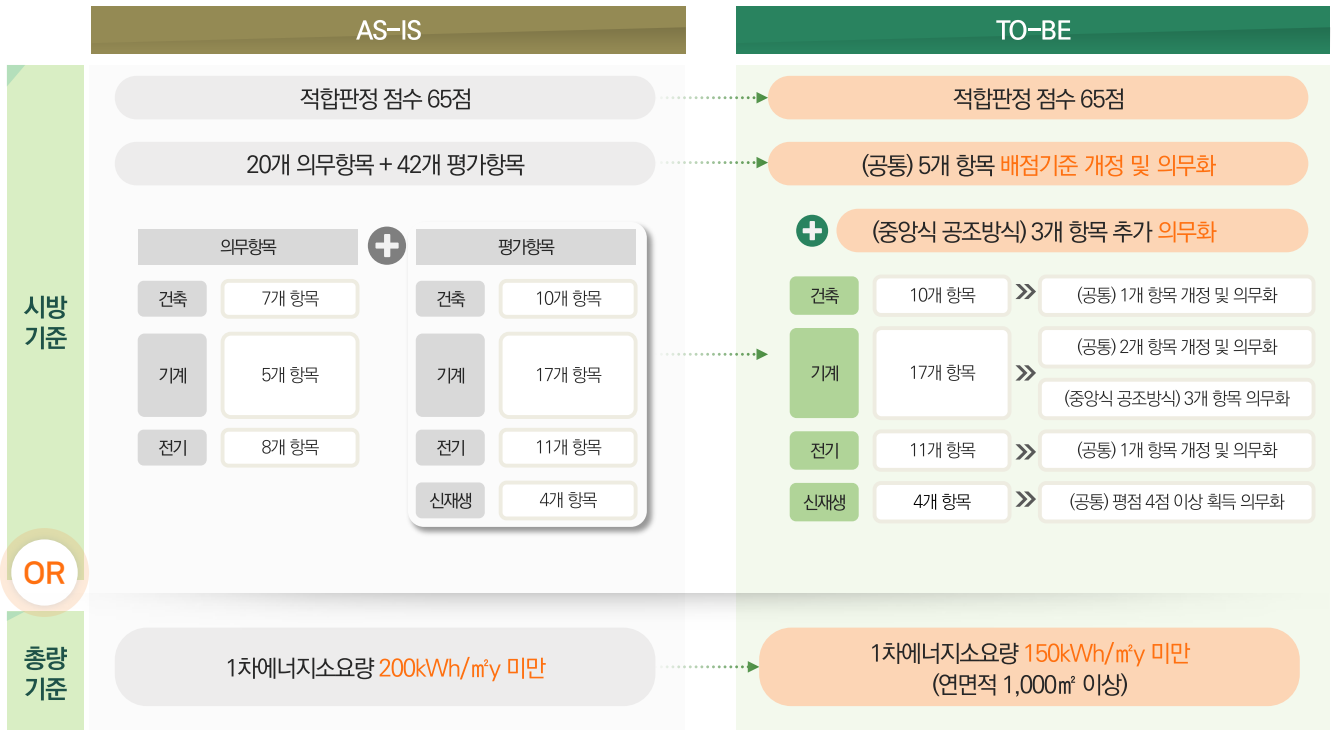 AS-IS
TO-BE
시방
기준
적합판정 점수 65점
적합판정 점수 65점
20개 의무항목 + 42개 평가항목
(공통) 5개 항목 배점기준 개정 및 의무화
(중앙식 공조방식) 3개 항목 추가 의무화
의무항목
평가항목
건축
7개 항목
건축
10개 항목
기계
5개 항목
기계
17개 항목
전기
8개 항목
전기
11개 항목
신재생
4개 항목
건축
10개 항목
(공통) 1개 항목 개정 및 의무화
기계
17개 항목
(공통) 2개 항목 개정 및 의무화
(중앙식 공조방식) 3개 항목 의무화
전기
11개 항목
(공통) 1개 항목 개정 및 의무화
신재생
4개 항목
(공통) 평점 4점 이상 획득 의무화
OR
총량
기준
1차에너지소요량 200kWh/㎡y 미만
1차에너지소요량 150kWh/㎡y 미만
(연면적 1,000㎡ 이상)